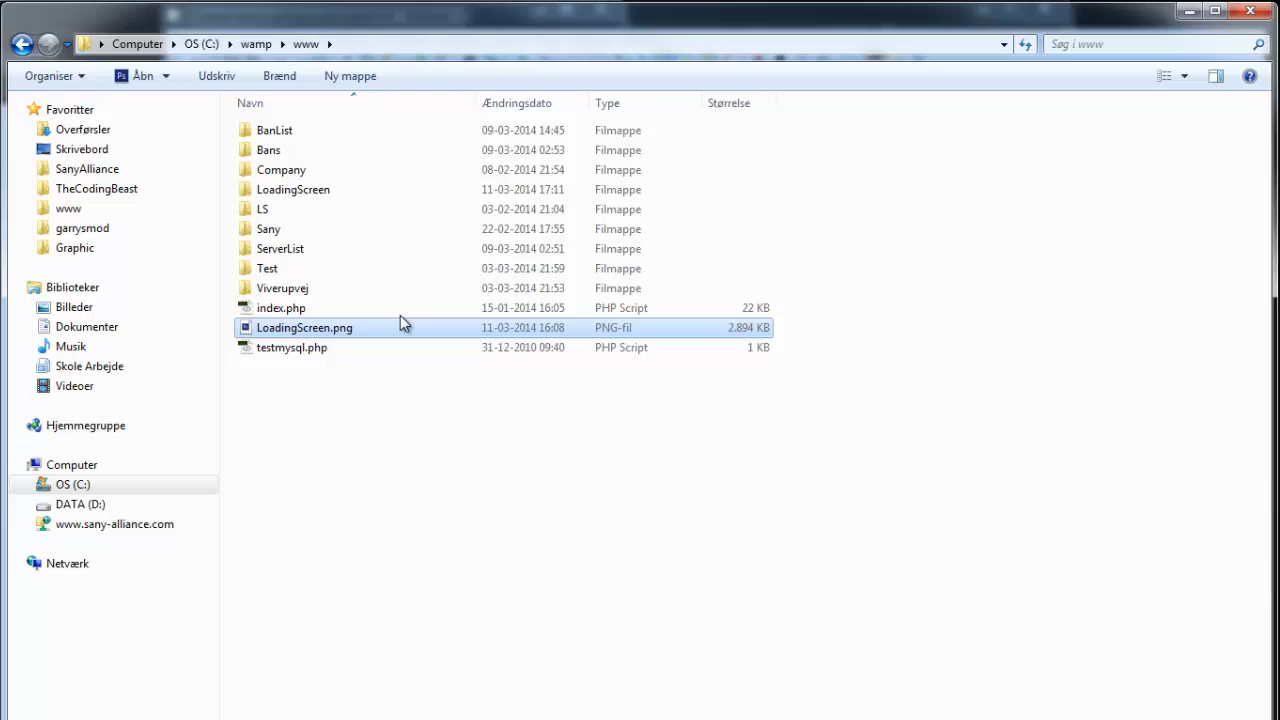 Computer OS (C:) wamp www
Søg i www
Organiser Åbn Udskriv Brænd Ny mappe
Favoritter
Overførsler
Skrivebord
SanyAlliance
TheCodingBeast
www
garrysmod
Graphic
Biblioteker
Billeder
Dokumenter
Musik
Skole Arbejde
Videoer
Hjemmegruppe
Computer
OS (C:)
DATA (D:)
www.sany-alliance.com
Netværk
Navn Ændringsdato Type Størrelse
BanList 09-03-2014 14:45 Filmappe
Bans 09-03-2014 02:53 Filmappe
Company 08-02-2014 21:54 Filmappe
LoadingScreen 11-03-2014 17:11 Filmappe
LS 03-02-2014 21:04 Filmappe
Sany 22-02-2014 17:55 Filmappe
ServerList 09-03-2014 02:51 Filmappe
Test 03-03-2014 21:59 Filmappe
Viverupvej 03-03-2014 21:53 Filmappe
index.php 15-01-2014 16:05 PHP Script 22 KB
LoadingScreen.png 11-03-2014 16:08 PNG-fil 2.894 KB
testmysql.php 31-12-2010 09:40 PHP Script 1 KB